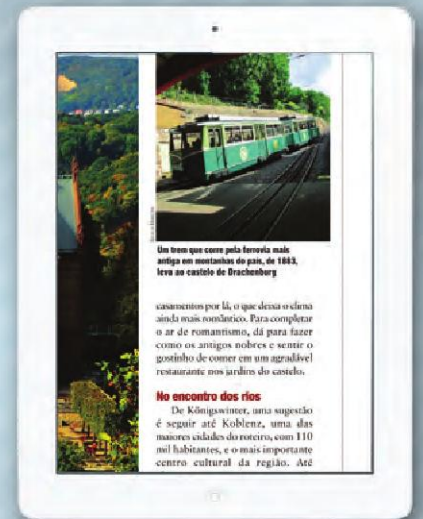 Um trem que corre pela ferrovia mais
antiga em montanhas do país, de 1883,
leva ao castelo de Drachenburg
casamentos por lá, o que deixa o clima
ainda mais romântico. Para completar
o ar de romantismo, dá para fazer
como os antigos nobres e sentir o
gostinho de comer em um agradável
restaurante nos jardins do castelo.
No encontro dos rios
De Königswinter, uma sugestão
é seguir até Koblenz, uma das
maiores cidades do roteiro, com 110
mil habitantes, e o mais importante
centro cultural da região. Até